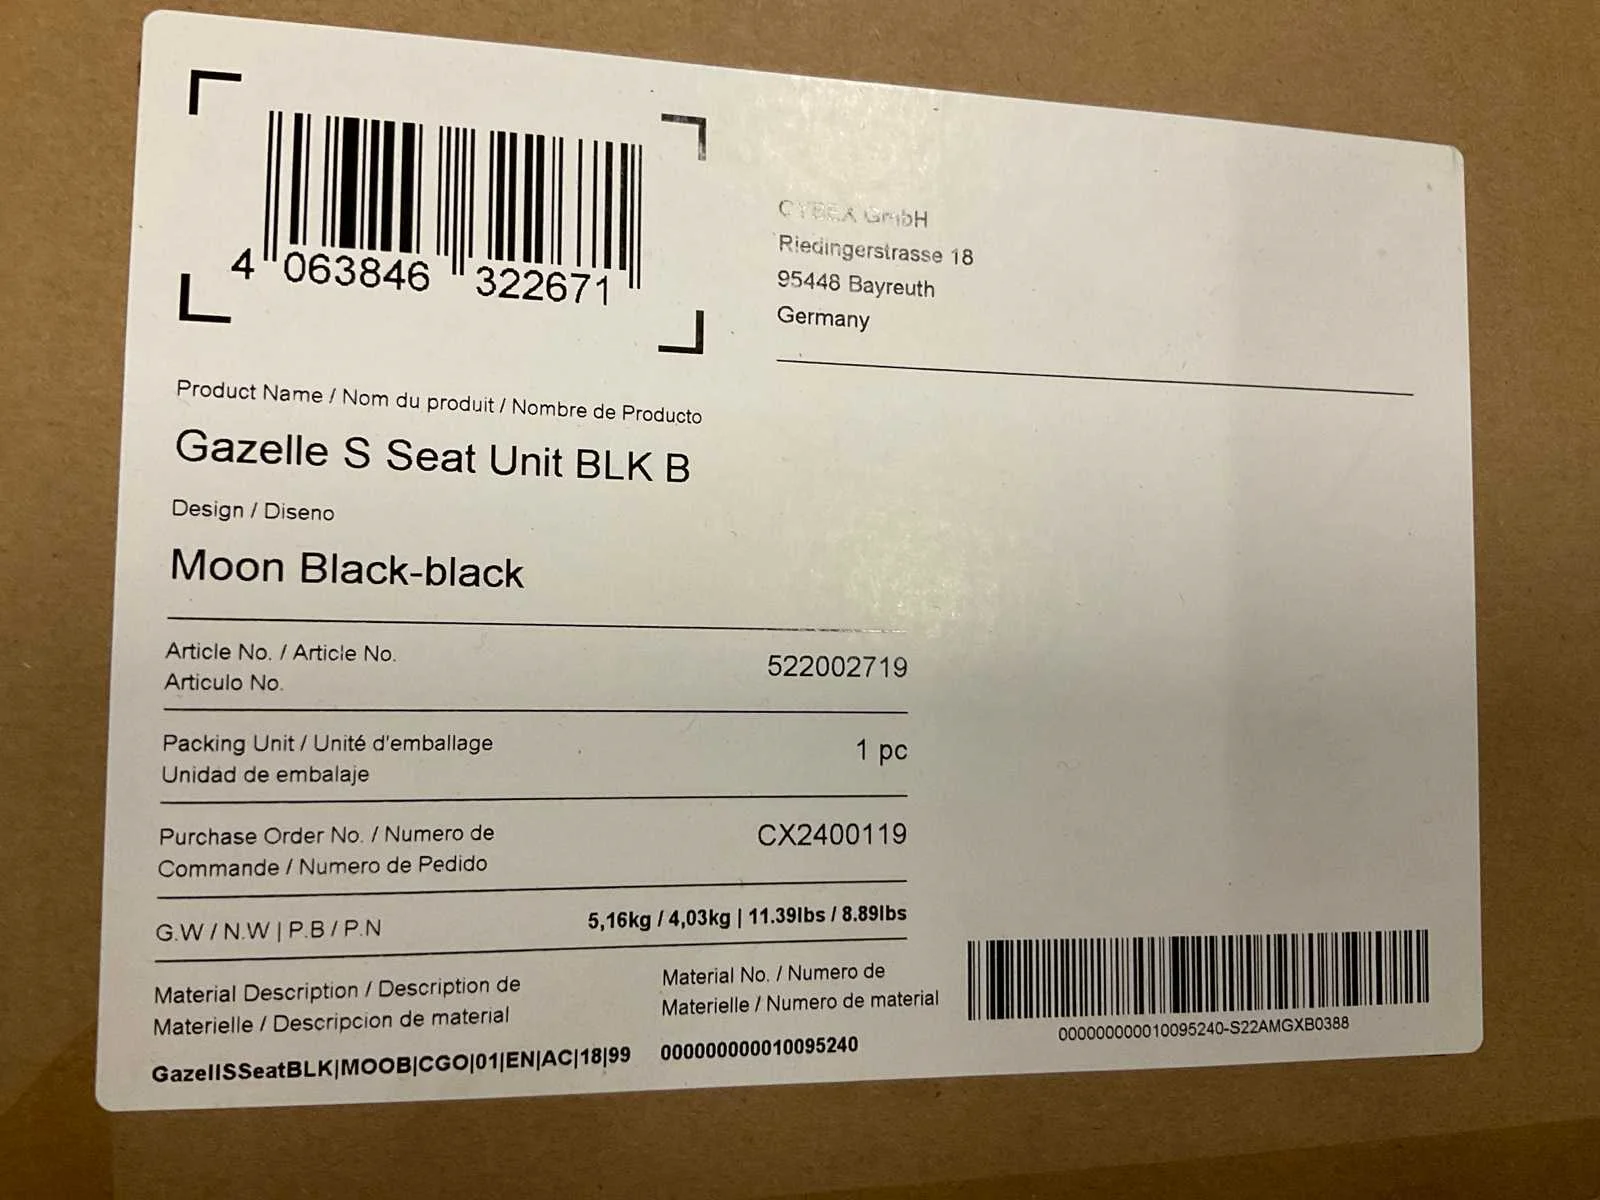 4 063846 322671
CYBEX GmbH
Riedingerstrasse 18
95448 Bayreuth
Germany
Product Name / Nom du produit / Nombre de Producto
Gazelle S Seat Unit BLK B
Design / Diseno
Moon Black-black
Article No. / Article No.
Articulo No.
522002719
Packing Unit / Unité d'emballage
Unidad de embalaje
1 pc
Purchase Order No. / Numero de
Commande / Numero de Pedido
CX2400119
G.W / N.W | P.B / P.N
5,16kg / 4,03kg | 11.39lbs / 8.89lbs
Material Description / Description de
Materielle / Descripcion de material
GazellSSeatBLK|MOOB|CGO|01|EN|AC|18|99
Material No. / Numero de
Materielle / Numero de material
000000000010095240
000000000010095240-S22AMGXB0388